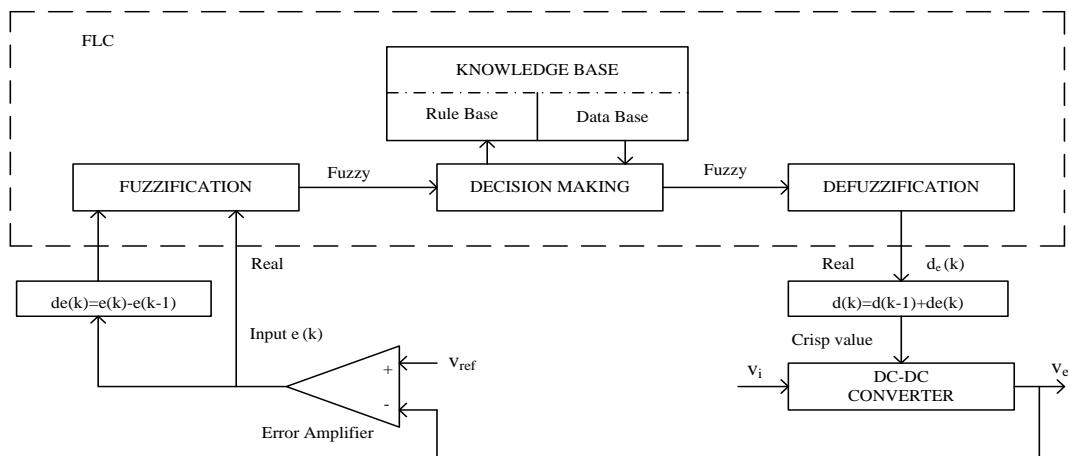 FLC
KNOWLEDGE BASE
Rule Base
Data Base
FUZZIFICATION
Fuzzy
DECISION MAKING
Fuzzy
DEFUZZIFICATION
Real
Real
de(k)
de(k)=e(k)-e(k-1)
d(k)=d(k-1)+de(k)
Input e (k)
Crisp value
+
vref
-
Error Amplifier
vi
DC-DC
CONVERTER
ve